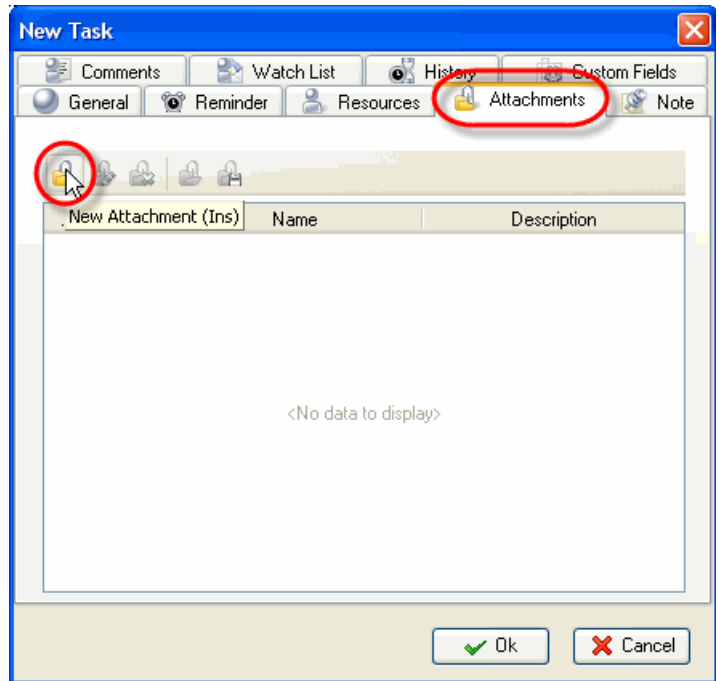 New Task
Comments Watch List History Custom Fields
General Reminder Resources Attachments Note
New Attachment (Ins) Name Description
<No data to display>
Ok Cancel